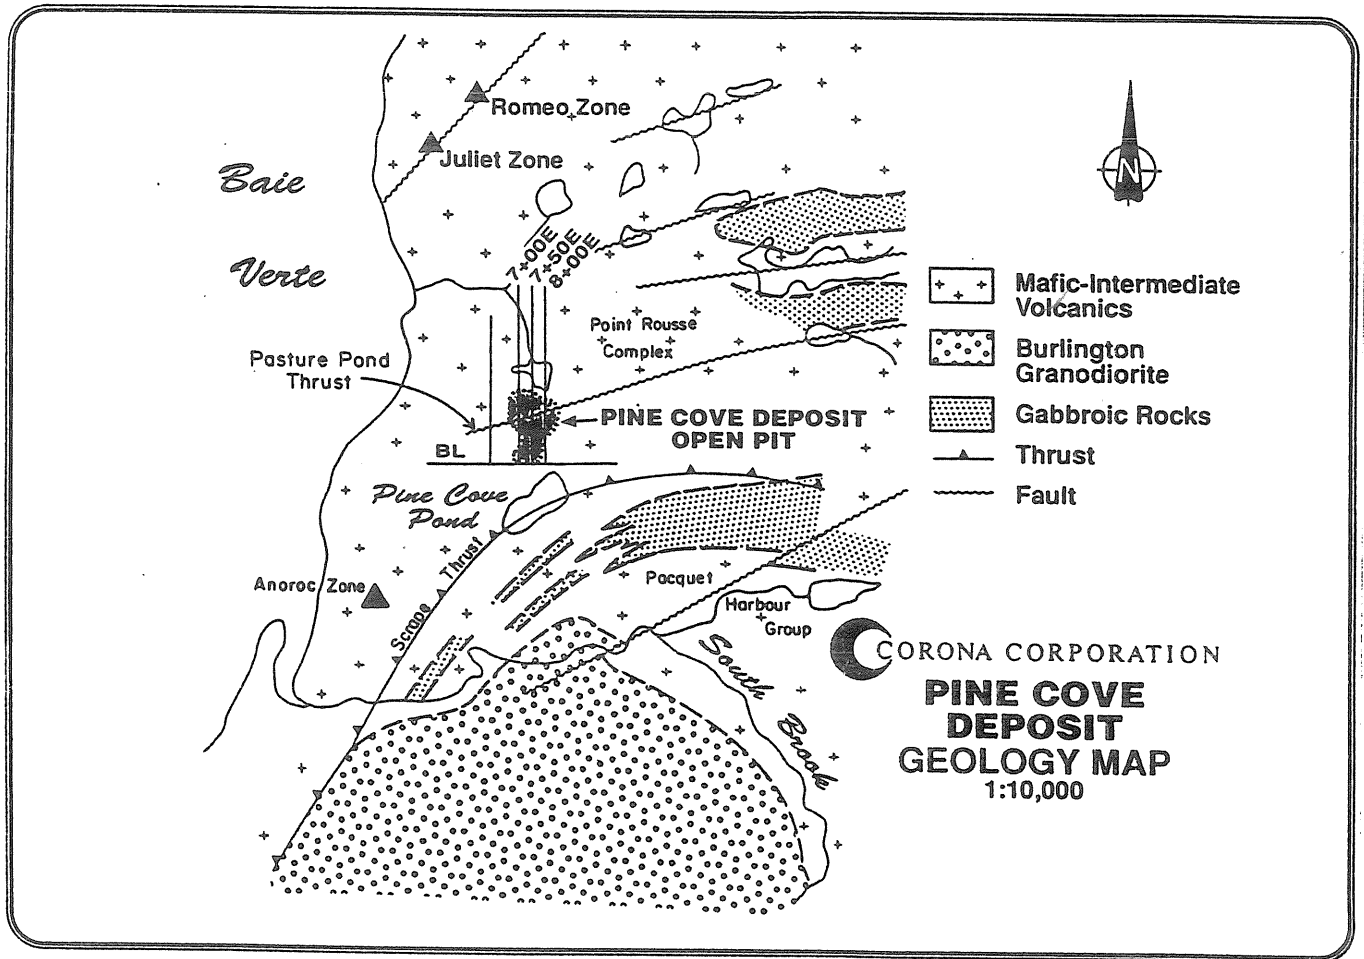 Romeo Zone
Juliet Zone
Baie
Verte
N
7+00E
7+50E
8+00E
Point Rousse
Complex
Pasture Pond
Thrust
PINE COVE DEPOSIT
OPEN PIT
BL
Pine Cove
Pond
Scrape Thrust
Anoroc Zone
Pacquet
Harbour
Group
South Brook
Mafic-Intermediate
Volcanics
Burlington
Granodiorite
Gabbroic Rocks
Thrust
Fault
CORONA CORPORATION
PINE COVE
DEPOSIT
GEOLOGY MAP
1:10,000